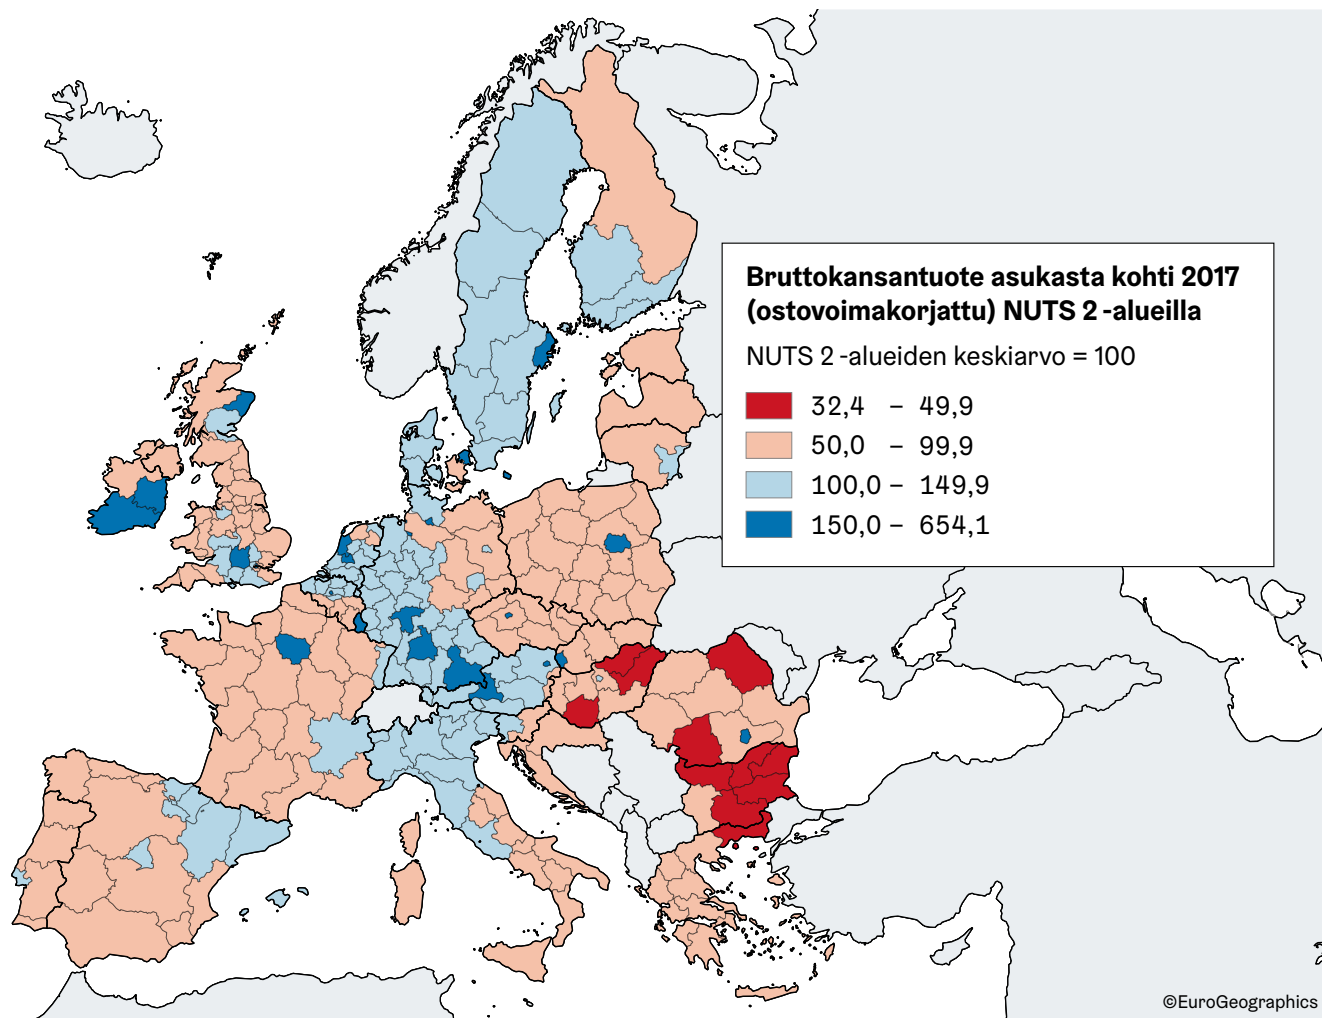 Bruttokansantuote asukasta kohti 2017
(ostovoimakorjattu) NUTS 2 -alueilla
NUTS 2 -alueiden keskiarvo = 100
32,4 – 49,9
50,0 – 99,9
100,0 – 149,9
150,0 – 654,1
©EuroGeographics